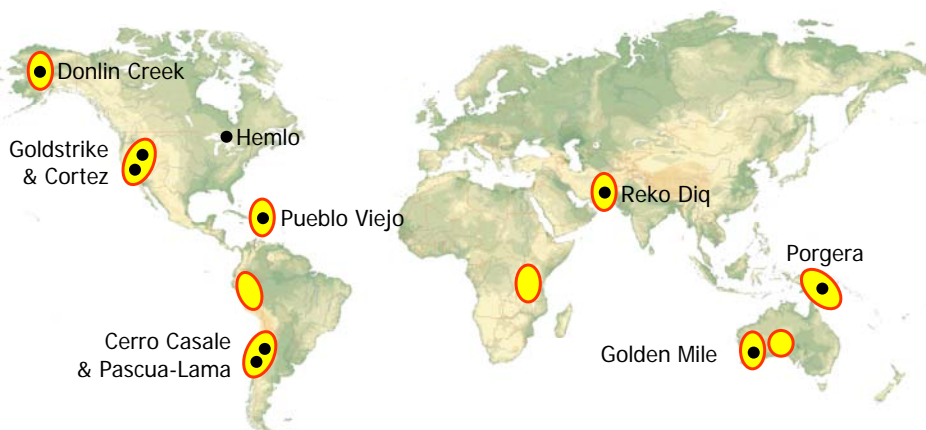 Donlin Creek
Hemlo
Goldstrike
& Cortez
Reko Diq
Pueblo Viejo
Porgera
Cerro Casale
& Pascua-Lama
Golden Mile